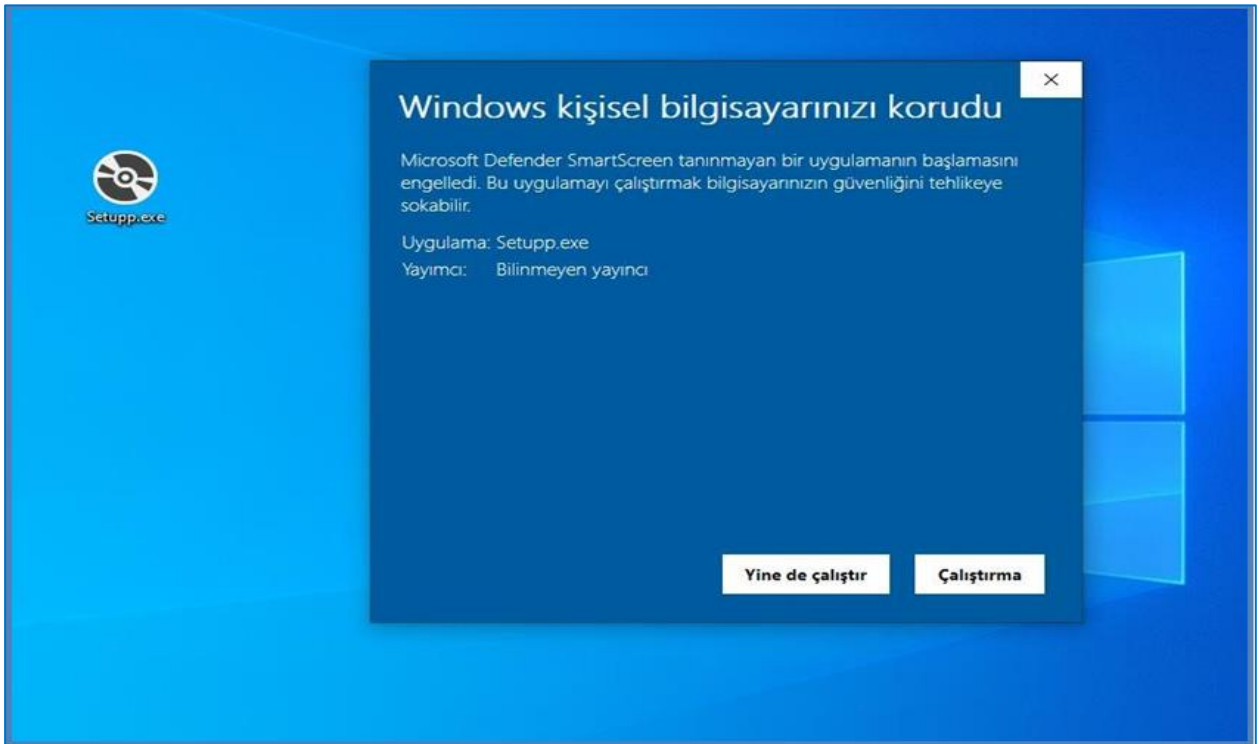 Windows kişisel bilgisayarınızı korudu
Microsoft Defender SmartScreen tanınmayan bir uygulamanın başlamasını
engelledi. Bu uygulamayı çalıştırmak bilgisayarınızın güvenliğini tehlikeye
sokabilir.
Uygulama: Setupp.exe
Yayımcı: Bilinmeyen yayıncı
Yine de çalıştır
Çalıştırma
Setupp.exe